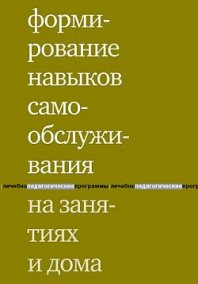 форми-
рование
навыков
само-
обслужи-
вания
лечебнопедагогическиепрограммы лечебнопедагогическиепрог
на заня-
тиях
и дома